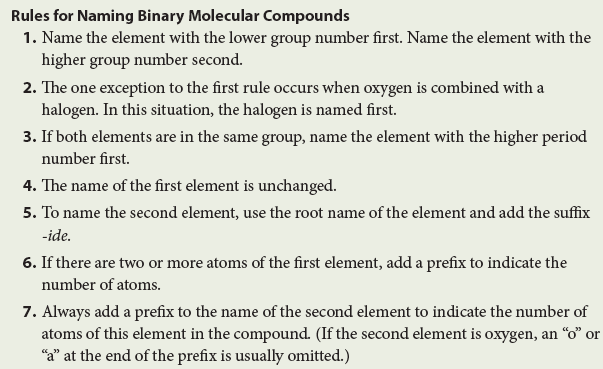 Rules for Naming Binary Molecular Compounds
1. Name the element with the lower group number first. Name the element with the
higher group number second.
2. The one exception to the first rule occurs when oxygen is combined with a
halogen. In this situation, the halogen is named first.
3. If both elements are in the same group, name the element with the higher period
number first.
4. The name of the first element is unchanged.
5. To name the second element, use the root name of the element and add the suffix
-ide.
6. If there are two or more atoms of the first element, add a prefix to indicate the
number of atoms.
7. Always add a prefix to the name of the second element to indicate the number of
atoms of this element in the compound. (If the second element is oxygen, an “o” or
“a” at the end of the prefix is usually omitted.)